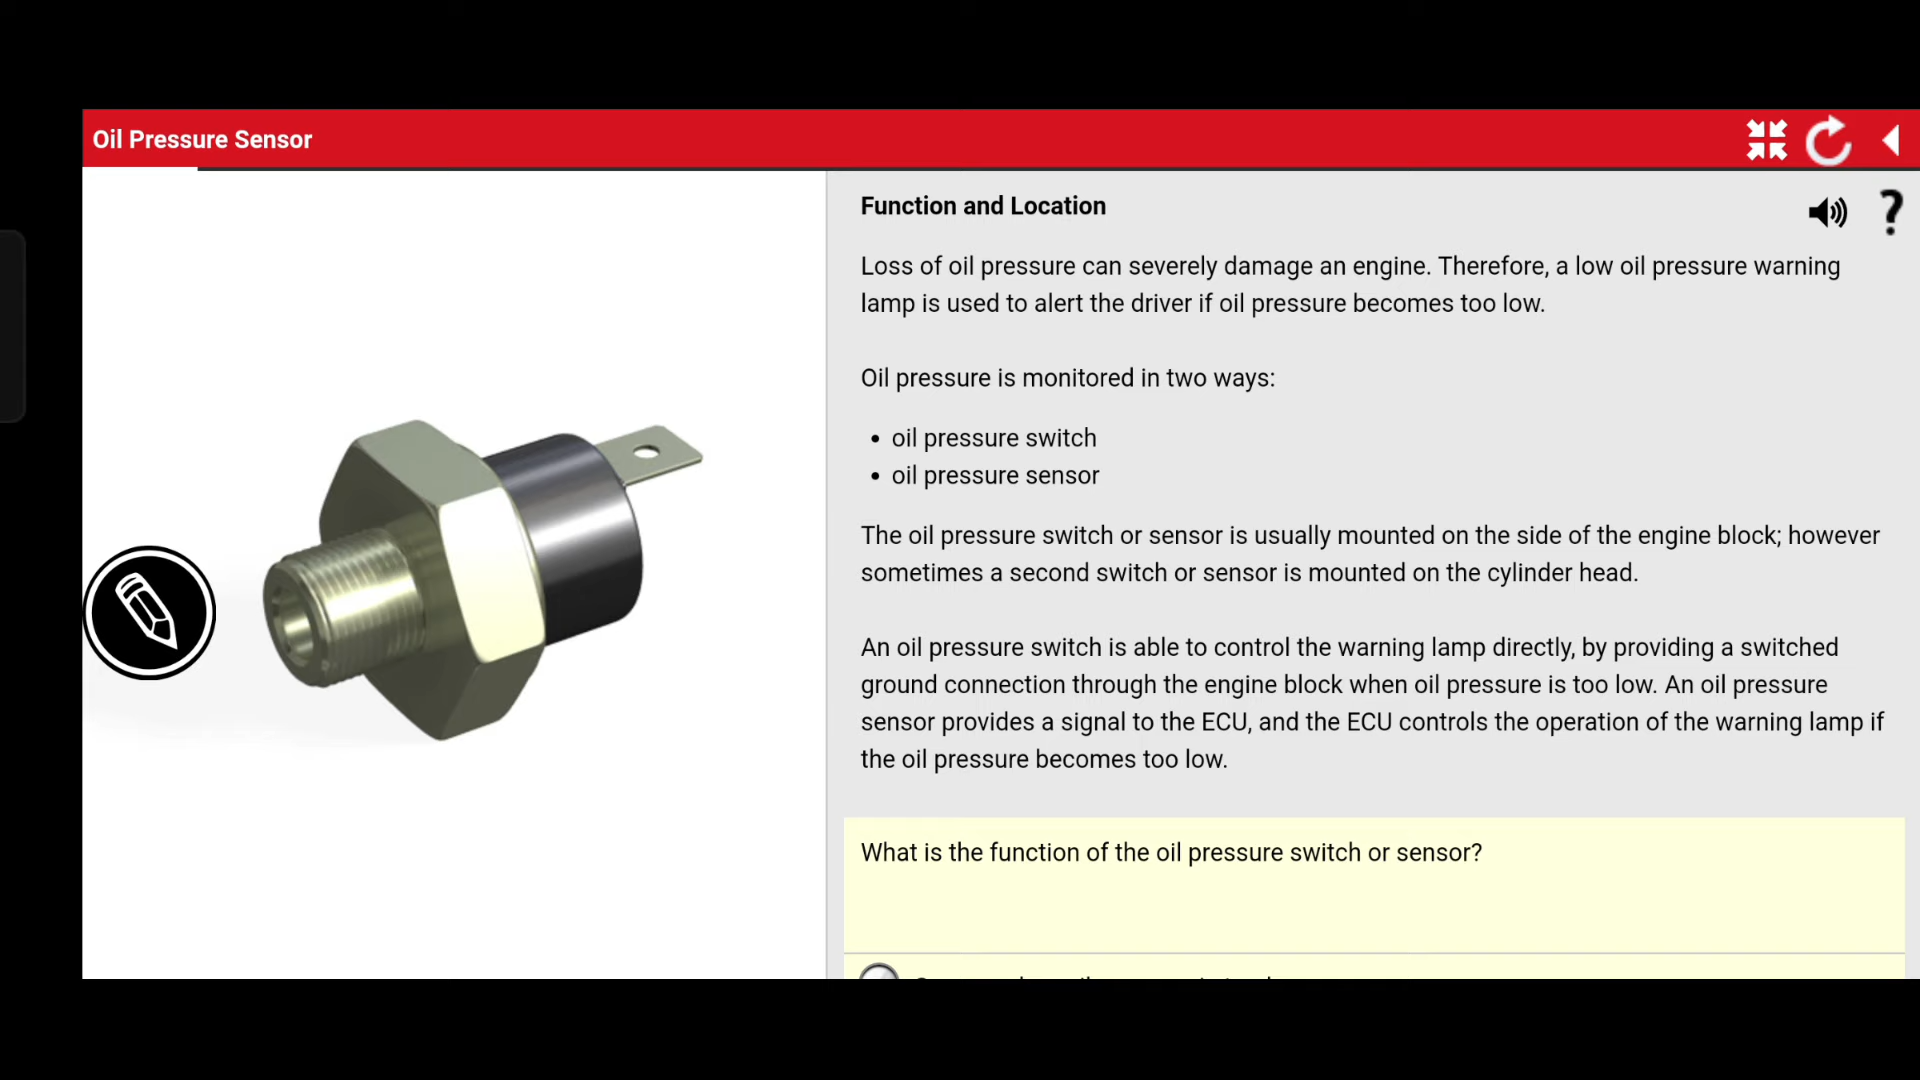 Oil Pressure Sensor
Function and Location
Loss of oil pressure can severely damage an engine. Therefore, a low oil pressure warning
lamp is used to alert the driver if oil pressure becomes too low.
Oil pressure is monitored in two ways:
• oil pressure switch
• oil pressure sensor
The oil pressure switch or sensor is usually mounted on the side of the engine block; however
sometimes a second switch or sensor is mounted on the cylinder head.
An oil pressure switch is able to control the warning lamp directly, by providing a switched
ground connection through the engine block when oil pressure is too low. An oil pressure
sensor provides a signal to the ECU, and the ECU controls the operation of the warning lamp if
the oil pressure becomes too low.
What is the function of the oil pressure switch or sensor?